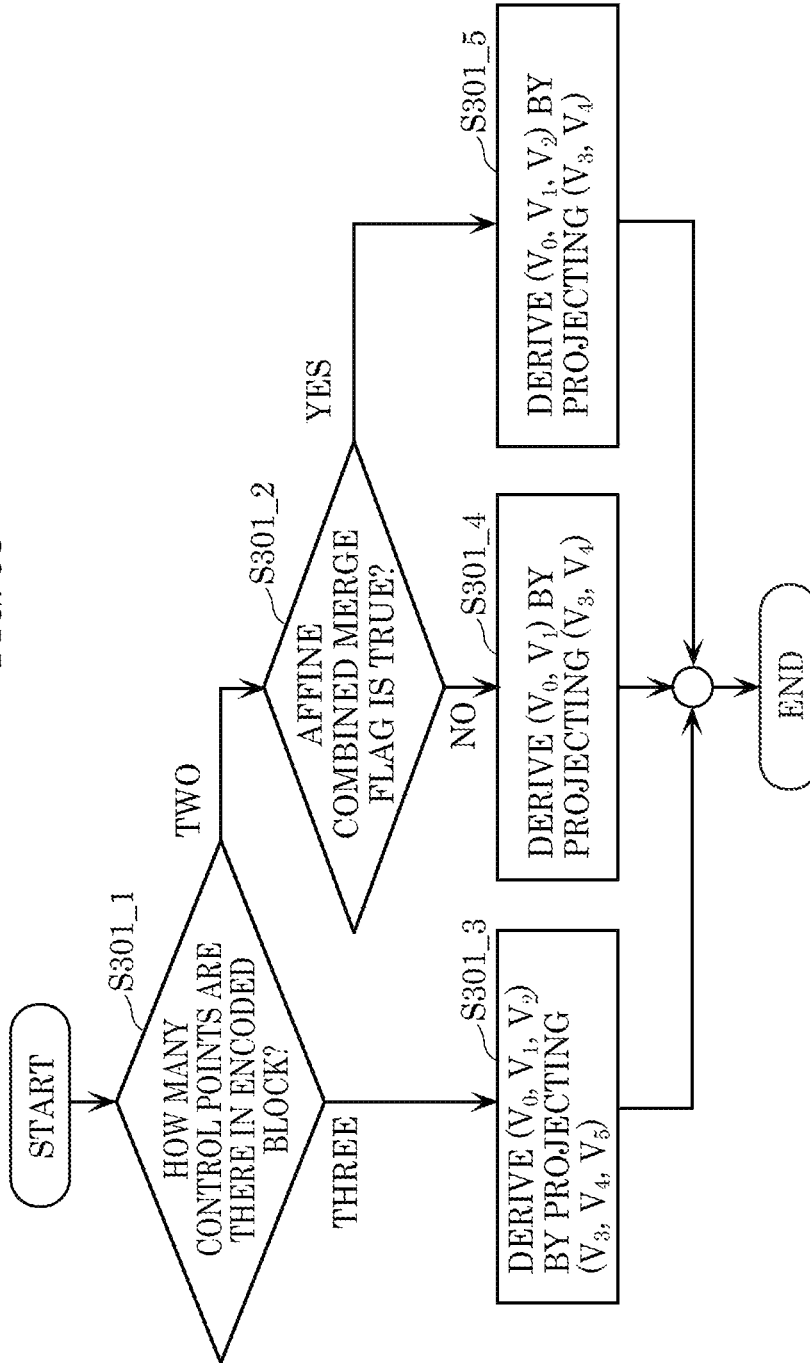 START
HOW MANY
CONTROL POINTS ARE
THERE IN ENCODED
BLOCK?
S301_1
TWO
THREE
AFFINE
COMBINED MERGE
FLAG IS TRUE?
S301_2
YES
NO
S301_3
DERIVE (V₀, V₁, V₂)
BY PROJECTING
(V₃, V₄, V₅)
S301_4
DERIVE (V₀, V₁) BY
PROJECTING (V₃, V₄)
S301_5
DERIVE (V₀, V₁, V₂) BY
PROJECTING (V₃, V₄)
END